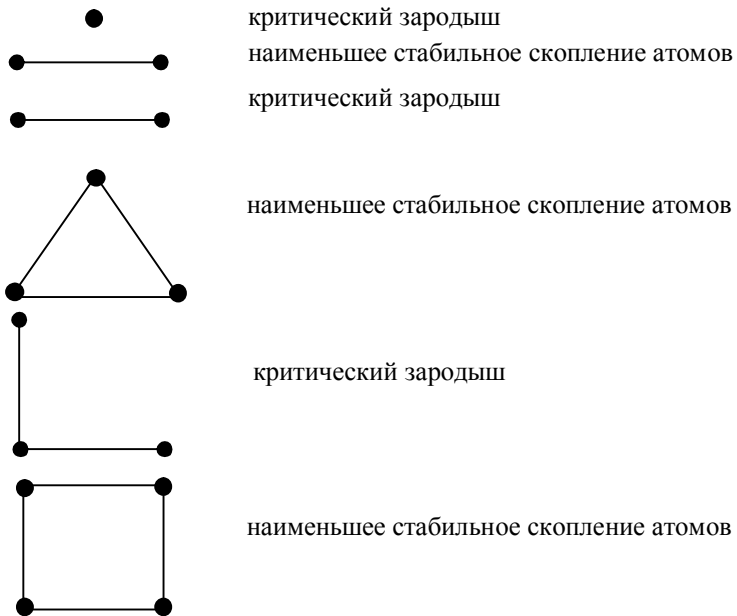 критический зародыш
наименьшее стабильное скопление атомов
критический зародыш
наименьшее стабильное скопление атомов
критический зародыш
наименьшее стабильное скопление атомов